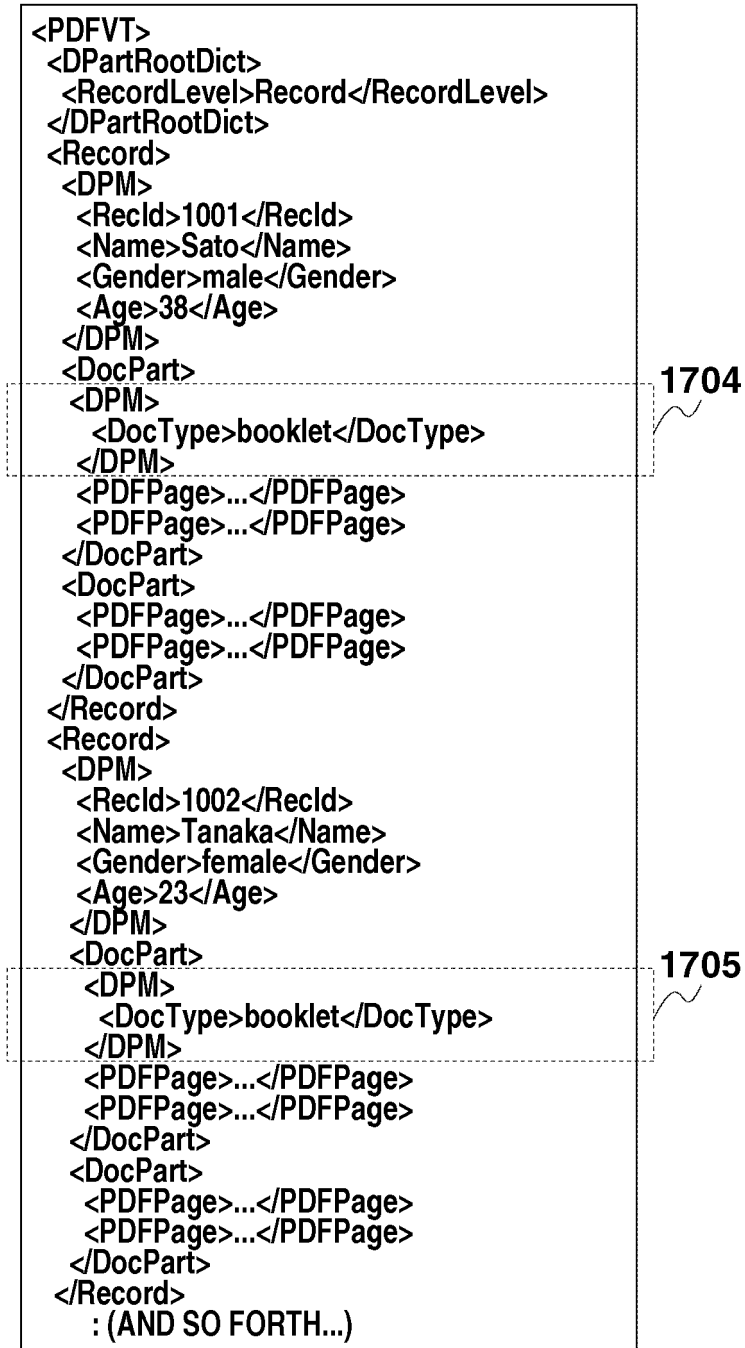 <PDFVT>
<DPartRootDict>
<RecordLevel>Record</RecordLevel>
</DPartRootDict>
<Record>
<DPM>
<RecId>1001</RecId>
<Name>Sato</Name>
<Gender>male</Gender>
<Age>38</Age>
</DPM>
<DocPart>
1704
<DPM>
<DocType>booklet</DocType>
</DPM>
<PDFPage>...</PDFPage>
<PDFPage>...</PDFPage>
</DocPart>
<DocPart>
<PDFPage>...</PDFPage>
<PDFPage>...</PDFPage>
</DocPart>
</Record>
<Record>
<DPM>
<RecId>1002</RecId>
<Name>Tanaka</Name>
<Gender>female</Gender>
<Age>23</Age>
</DPM>
<DocPart>
1705
<DPM>
<DocType>booklet</DocType>
</DPM>
<PDFPage>...</PDFPage>
<PDFPage>...</PDFPage>
</DocPart>
<DocPart>
<PDFPage>...</PDFPage>
<PDFPage>...</PDFPage>
</DocPart>
</Record>
: (AND SO FORTH...)